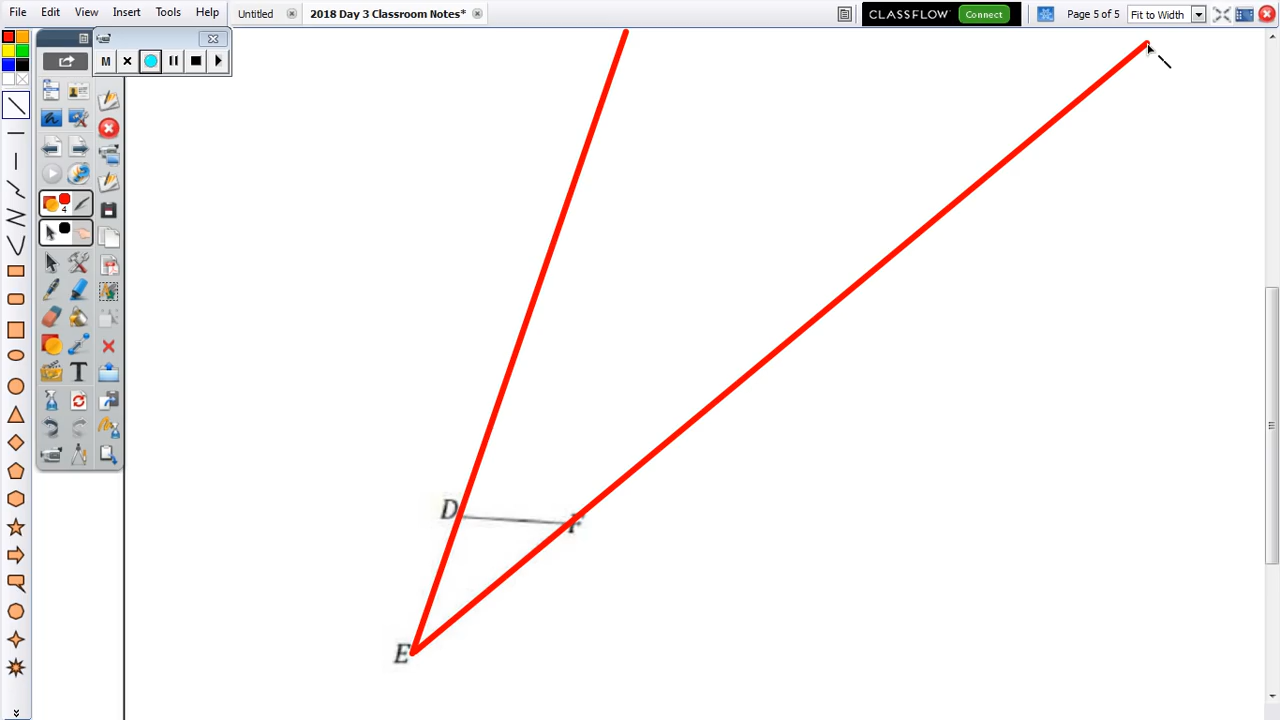 File Edit View Insert Tools Help
Untitled 2018 Day 3 Classroom Notes*
CLASSFLOW Connect
Page 5 of 5 Fit to Width
M
4
T
D
F
E